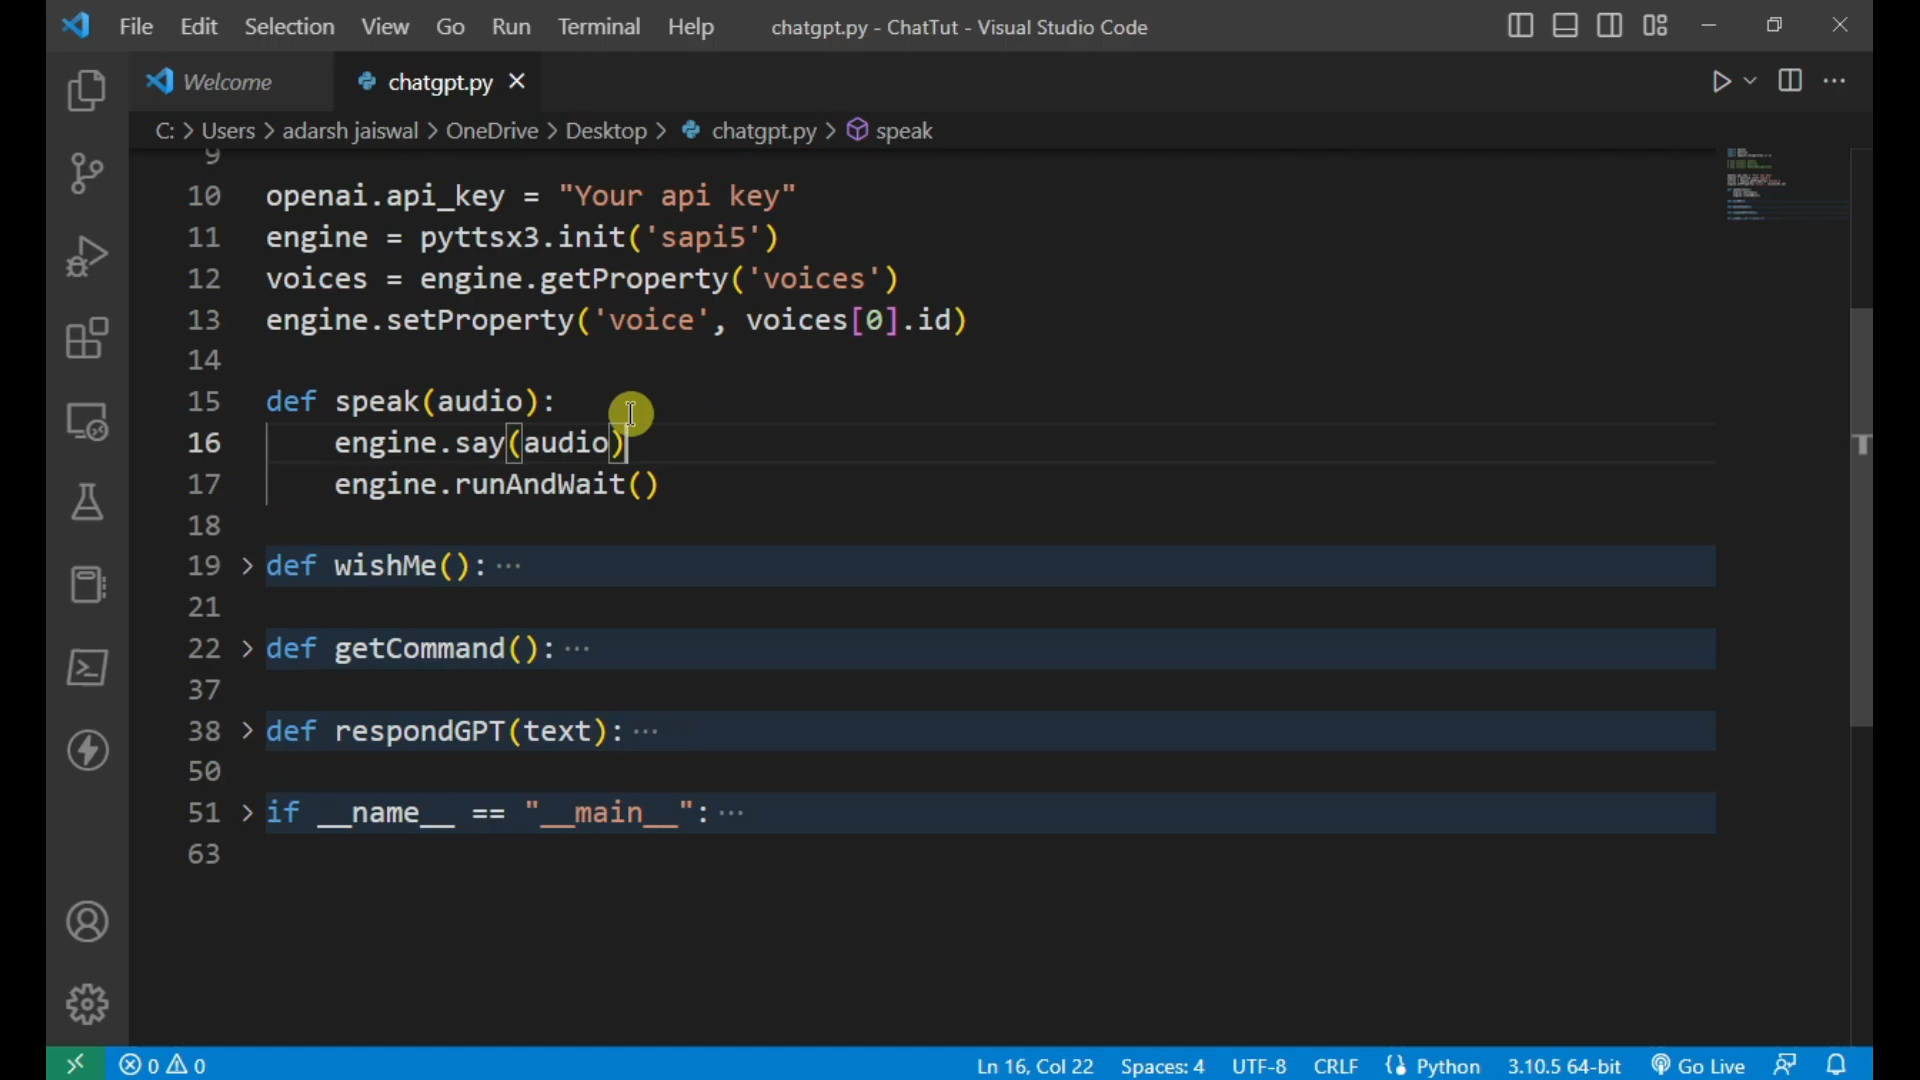 File Edit Selection View Go Run Terminal Help chatgpt.py - ChatTut - Visual Studio Code
Welcome chatgpt.py
C: > Users > adarsh jaiswal > OneDrive > Desktop > chatgpt.py > speak
9
10 openai.api_key = "Your api key"
11 engine = pyttsx3.init('sapi5')
12 voices = engine.getProperty('voices')
13 engine.setProperty('voice', voices[0].id)
14
15 def speak(audio):
16     engine.say(audio)
17     engine.runAndWait()
18
19 > def wishMe():···
21
22 > def getCommand():···
37
38 > def respondGPT(text):···
50
51 > if __name__ == "__main__":···
63
0 0 Ln 16, Col 22 Spaces: 4 UTF-8 CRLF Python 3.10.5 64-bit Go Live